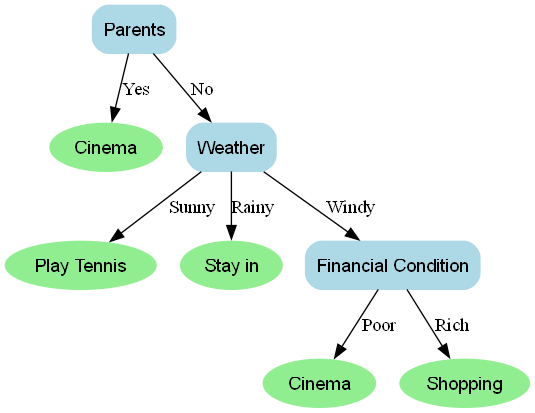 Parents
Yes
No
Cinema
Weather
Sunny
Rainy
Windy
Play Tennis
Stay in
Financial Condition
Poor
Rich
Cinema
Shopping